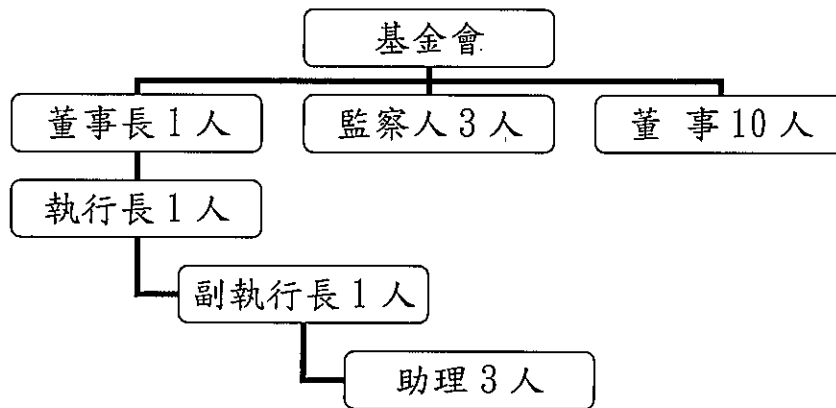 基金會
董事長1人
監察人3人
董 事10人
執行長1人
副執行長1人
助理3人